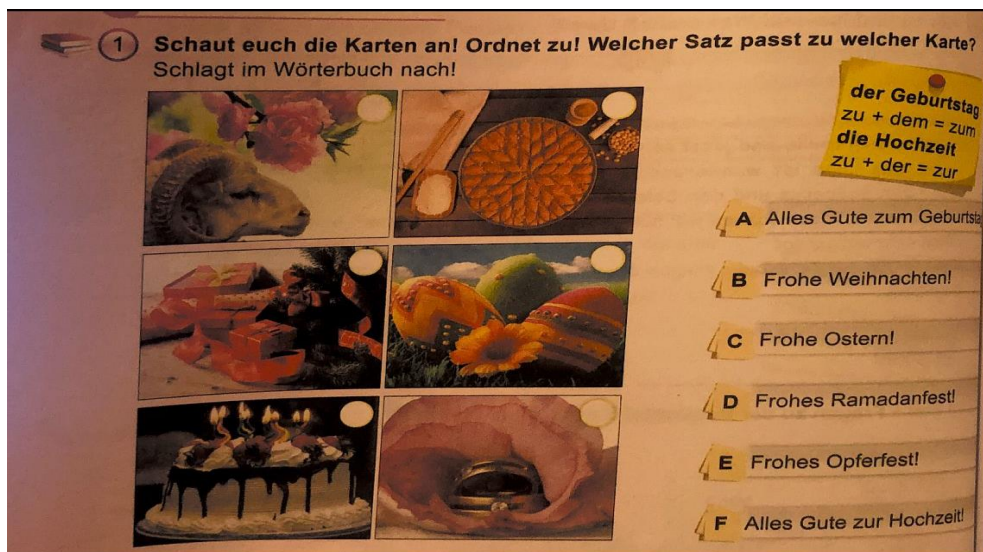 1 Schaut euch die Karten an! Ordnet zu! Welcher Satz passt zu welcher Karte?
Schlagt im Wörterbuch nach!
der Geburtstag
zu + dem = zum
die Hochzeit
zu + der = zur
A Alles Gute zum Geburtsta
B Frohe Weihnachten!
C Frohe Ostern!
D Frohes Ramadanfest!
E Frohes Opferfest!
F Alles Gute zur Hochzeit!